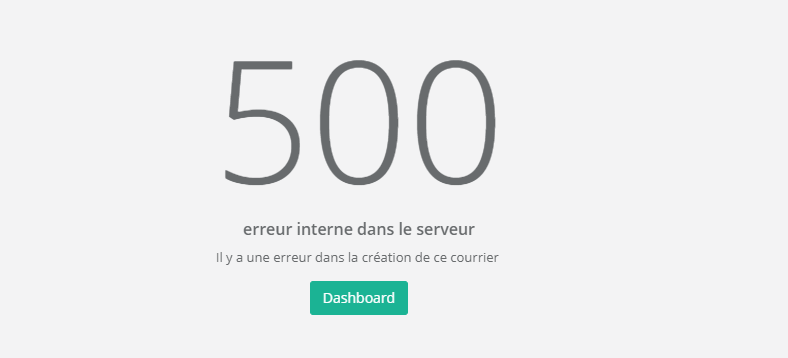 500
erreur interne dans le serveur
Il y a une erreur dans la création de ce courrier
Dashboard